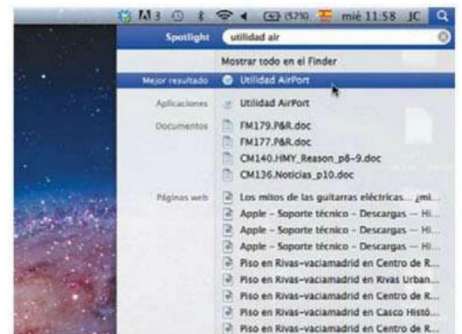 3 (52%) mié 11:58 JC
Spotlight utilidad air
Mostrar todo en el Finder
Mejor resultado Utilidad AirPort
Aplicaciones Utilidad AirPort
Documentos FM179.P&R.doc
FM177.P&R.doc
CM140.HMY_Reason_p8-9.doc
CM136.Noticias_p10.doc
Páginas web Los mitos de las guitarras eléctricas... ¿mi...
Apple - Soporte técnico - Descargas --- Hi...
Apple - Soporte técnico - Descargas --- Hi...
Apple - Soporte técnico - Descargas --- Hi...
Piso en Rivas-vaciamadrid en Centro de R...
Piso en Rivas-vaciamadrid en Rivas Urban...
Piso en Rivas-vaciamadrid en Centro de R...
Piso en Rivas-vaciamadrid en Casco Histó...
Piso en Rivas-vaciamadrid en Centro de R...